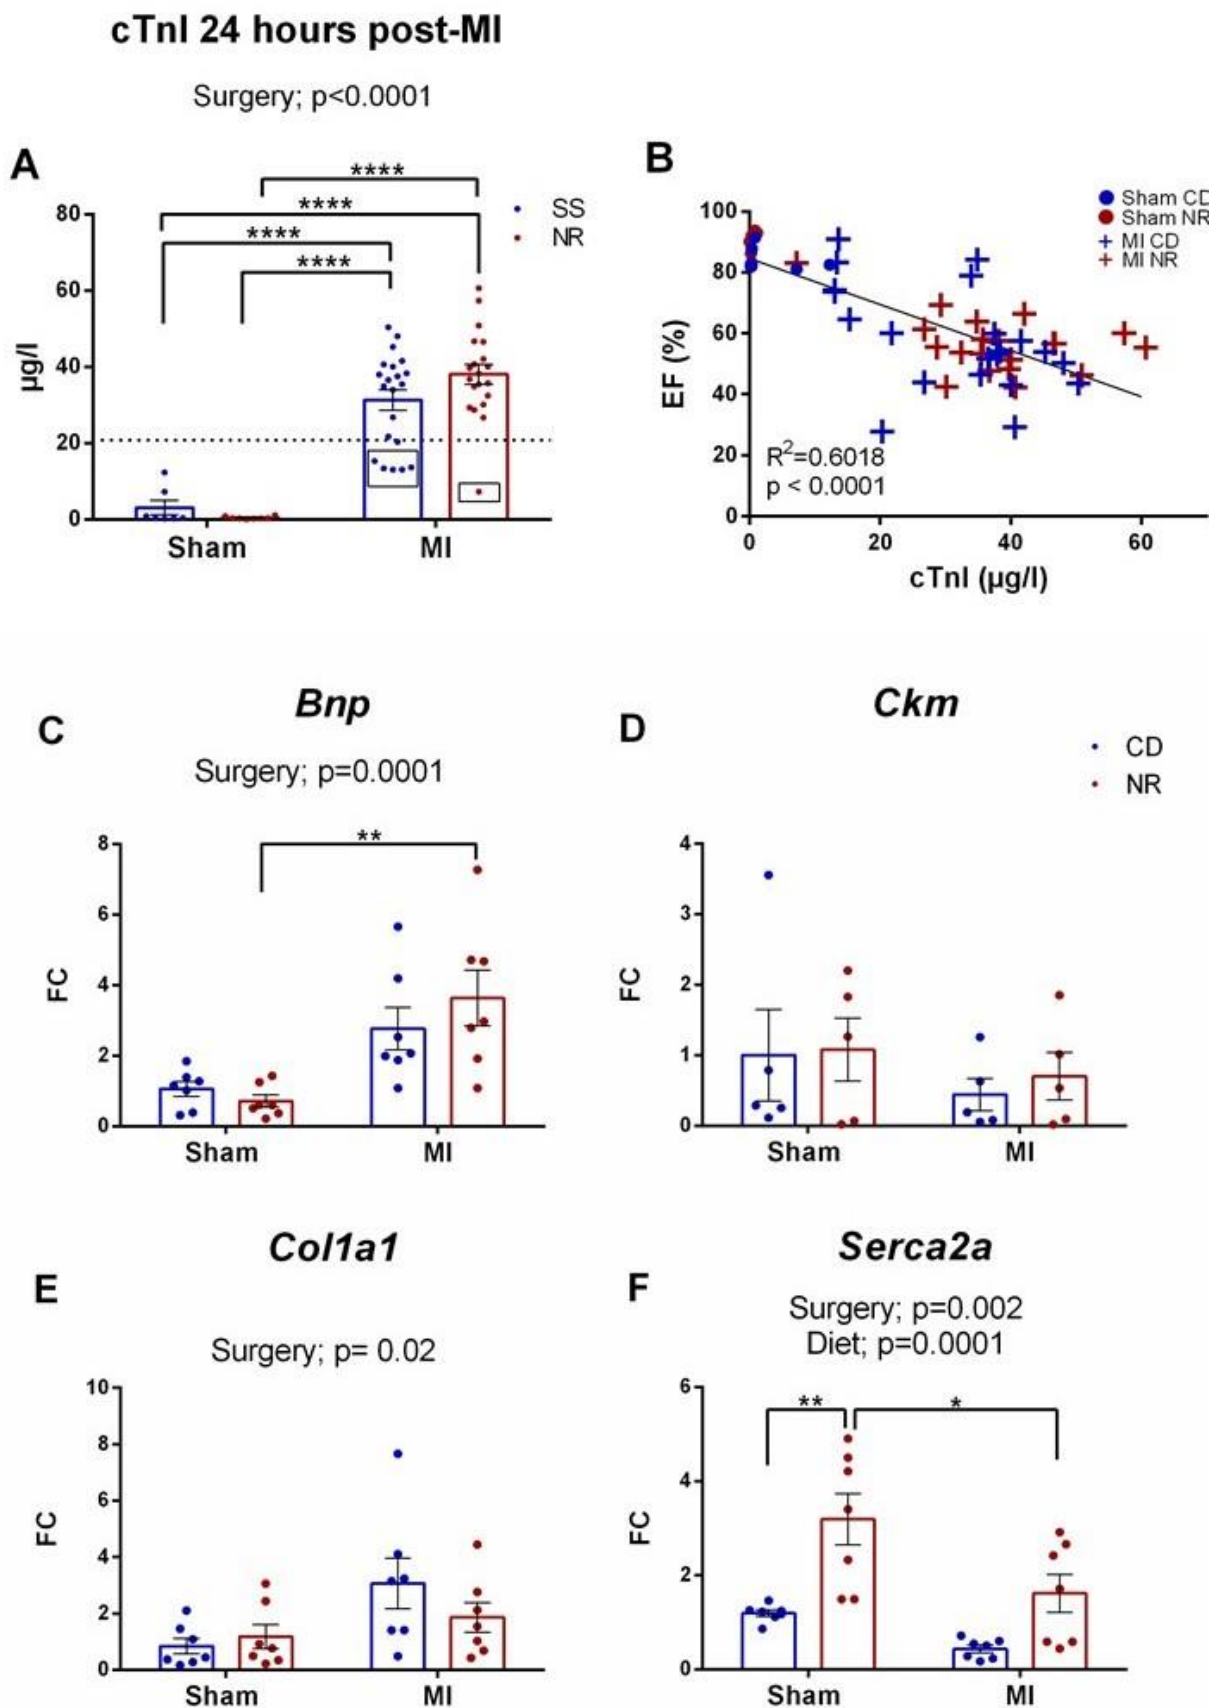 cTnI 24 hours post-MI
Surgery; p<0.0001
A
****
****
****
****
SS
NR
80
60
40
20
0
µg/l
Sham
MI
B
Sham CD
Sham NR
MI CD
MI NR
100
80
60
40
20
0
EF (%)
R²=0.6018
p < 0.0001
0
20
40
60
cTnI (µg/l)
C
Bnp
Surgery; p=0.0001
**
8
6
4
2
0
FC
Sham
MI
D
Ckm
CD
NR
4
3
2
1
0
FC
Sham
MI
E
Col1a1
Surgery; p= 0.02
10
8
6
4
2
0
FC
Sham
MI
F
Serca2a
Surgery; p=0.002
Diet; p=0.0001
**
*
6
4
2
0
FC
Sham
MI